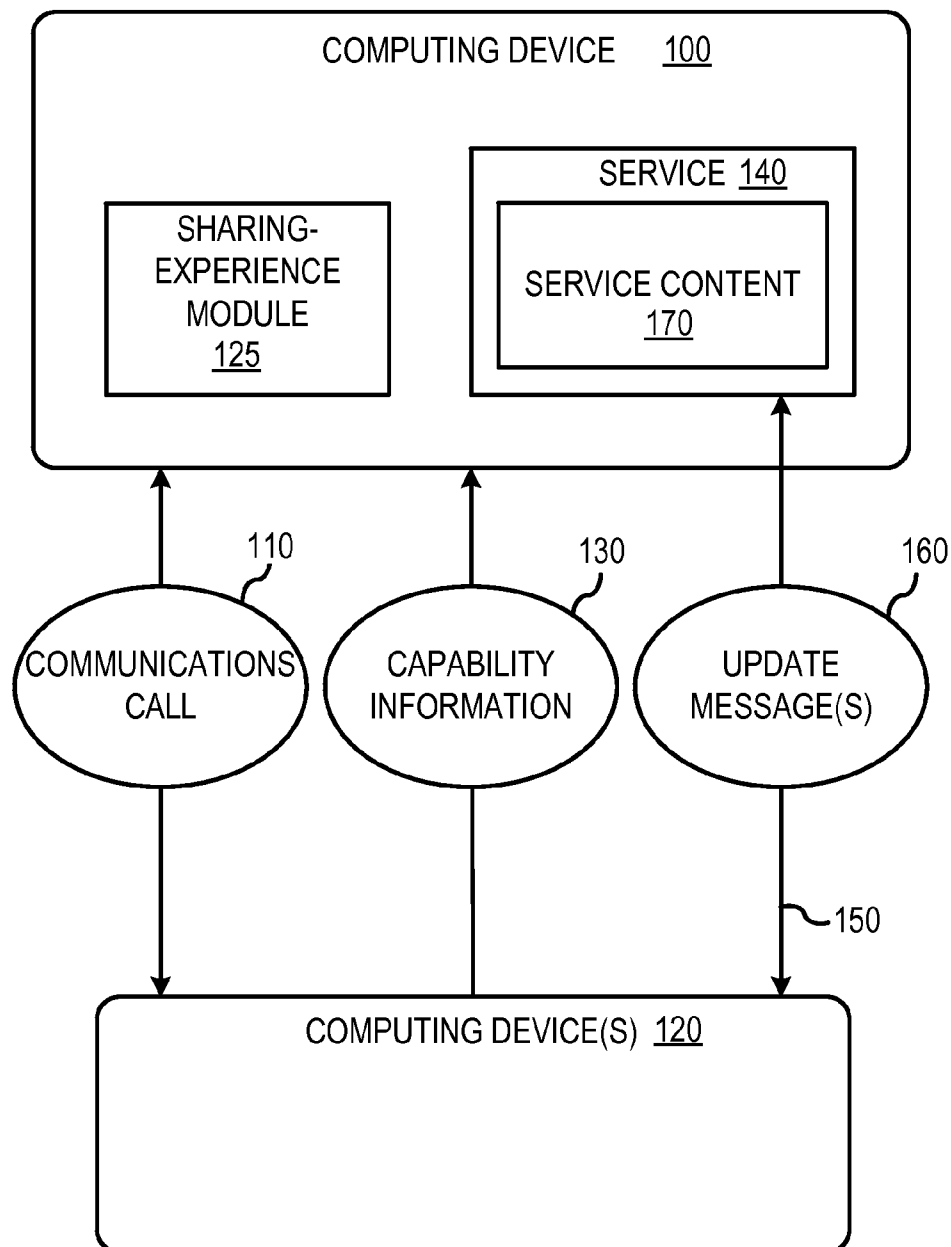 COMPUTING DEVICE 100
SERVICE 140
SHARING-
EXPERIENCE
MODULE
125
SERVICE CONTENT
170
110
130
160
COMMUNICATIONS
CALL
CAPABILITY
INFORMATION
UPDATE
MESSAGE(S)
150
COMPUTING DEVICE(S) 120